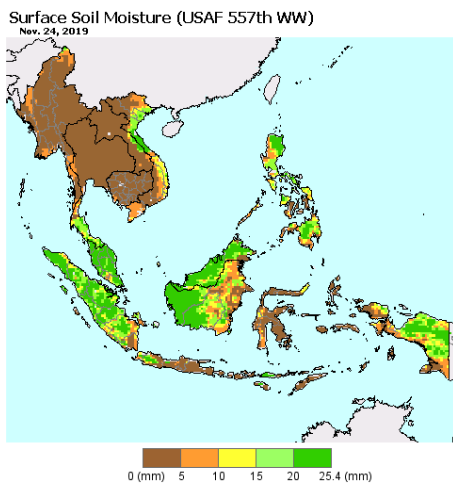 Surface Soil Moisture (USAF 557th WW)
Nov. 24, 2019
0 (mm) 5 10 15 20 25.4 (mm)